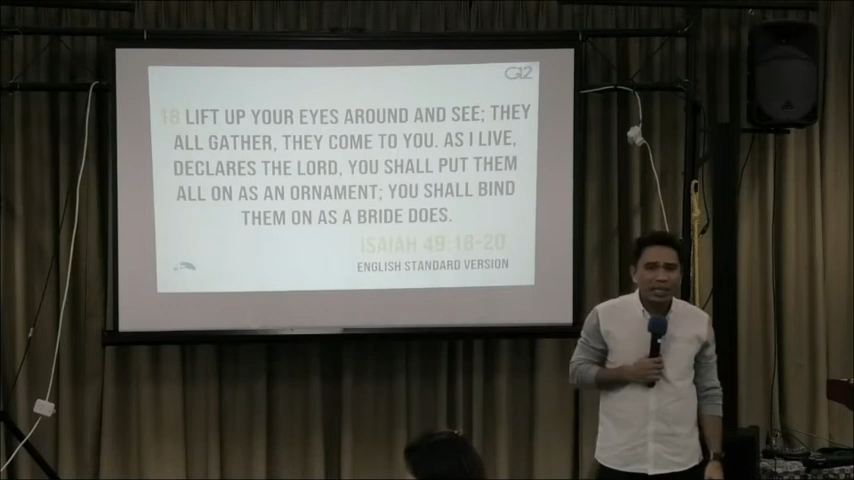 G12
18 LIFT UP YOUR EYES AROUND AND SEE; THEY
ALL GATHER, THEY COME TO YOU. AS I LIVE,
DECLARES THE LORD, YOU SHALL PUT THEM
ALL ON AS AN ORNAMENT; YOU SHALL BIND
THEM ON AS A BRIDE DOES.
ISAIAH 49:18-20
ENGLISH STANDARD VERSION